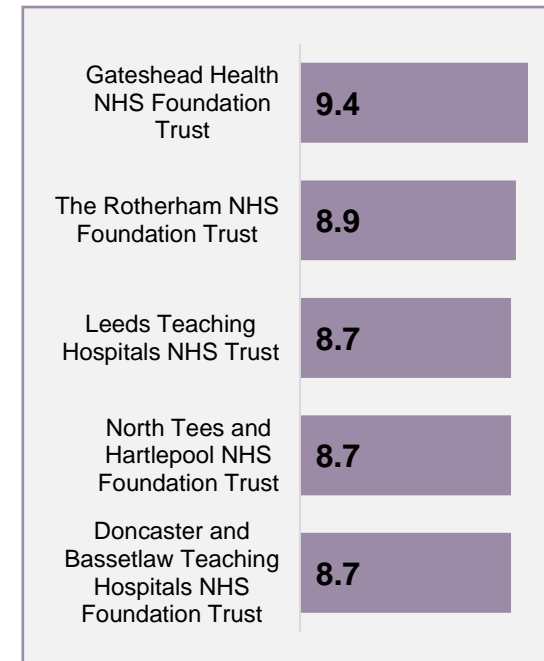 Gateshead Health
NHS Foundation
Trust
9.4
The Rotherham NHS
Foundation Trust
8.9
Leeds Teaching
Hospitals NHS Trust
8.7
North Tees and
Hartlepool NHS
Foundation Trust
8.7
Doncaster and
Bassetlaw Teaching
Hospitals NHS
Foundation Trust
8.7